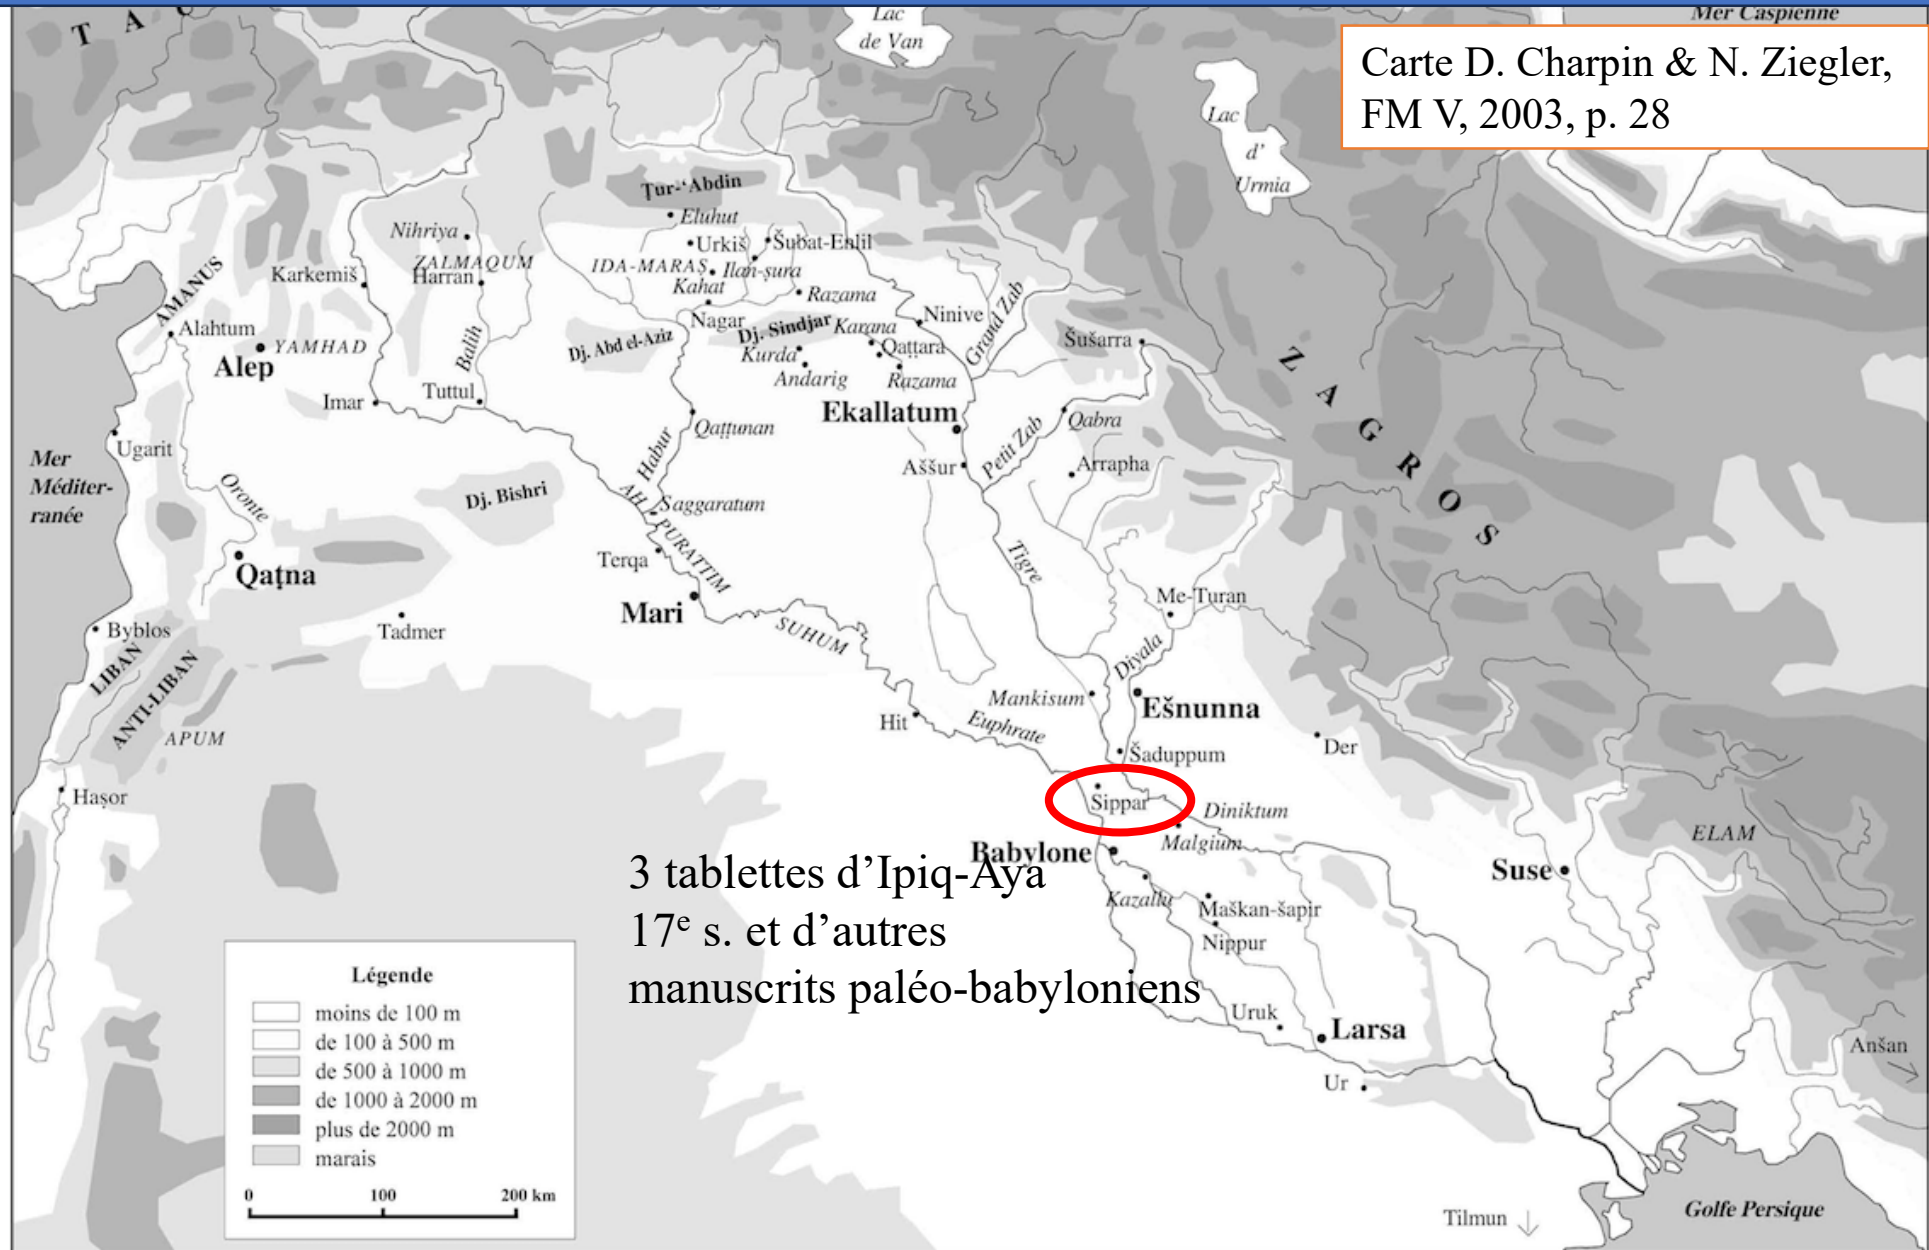 T A U
Lac
de Van
Mer Caspienne
Carte D. Charpin & N. Ziegler,
FM V, 2003, p. 28
Lac
d'
Urmia
Tur-‘Abdin
Eluhut
Nihriya
Urkiš
Šubat-Enlil
ZALMAQUM
IDA-MARAṢ
Ilan-ṣura
AMANUS
Karkemiš
Harran
Kahat
Razama
Alahtum
Nagar
Dj. Sindjar
Karana
Ninive
Grand Zab
YAMHAD
Alep
Balih
Dj. Abd el-Aziz
Kurda
Qaṭṭara
Šušarra
ZAGROS
Andarig
Razama
Imar
Tuttul
Ekallatum
Qaṭṭunan
Qabra
Ugarit
Petit Zab
Mer
Méditer-
ranée
Habur
Aššur
Arrapha
Oronte
Dj. Bishri
Saggaratum
AH PURATTIM
Terqa
Tigre
Qaṭna
Me-Turan
Mari
Byblos
Tadmer
SUHUM
Diyala
LIBAN
ANTI-LIBAN
Mankisum
Ešnunna
APUM
Hit
Euphrate
Der
Šaduppum
Haṣor
Sippar
Diniktum
Malgium
ELAM
Babylone
Suse
3 tablettes d’Ipiq-Aya
17e s. et d’autres
manuscrits paléo-babyloniens
Kazallu
Maškan-šapir
Nippur
Uruk
Larsa
Ur
Anšan
Légende
moins de 100 m
de 100 à 500 m
de 500 à 1000 m
de 1000 à 2000 m
plus de 2000 m
marais
0 100 200 km
Tilmun
Golfe Persique